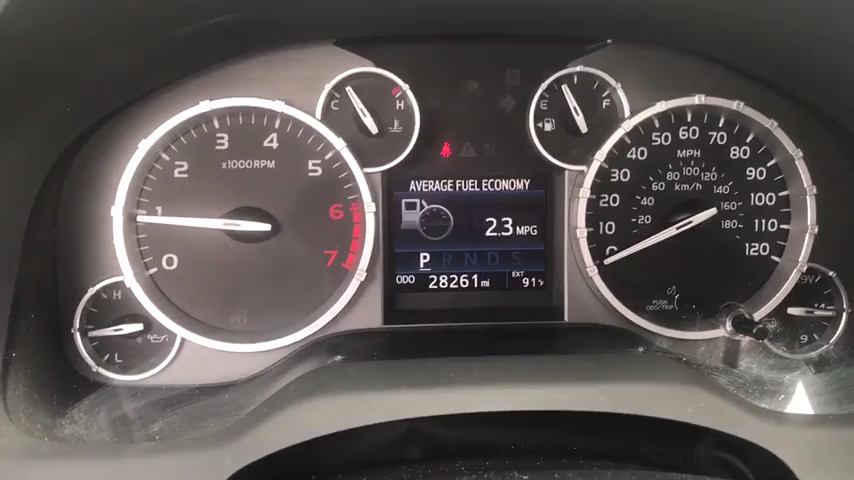 C H
E F
3 4
2 5
1 6
0 7
x1000RPM
AVERAGE FUEL ECONOMY
2.3 MPG
P R N D S
ODO 28261 mi
EXT 91°F
60
50 70
40 80
30 90
20 100
10 110
0 120
MPH
100
80 120
60 140
40 160
20 180
km/h
PUSH
ODO/TRIP
H
L
14
9